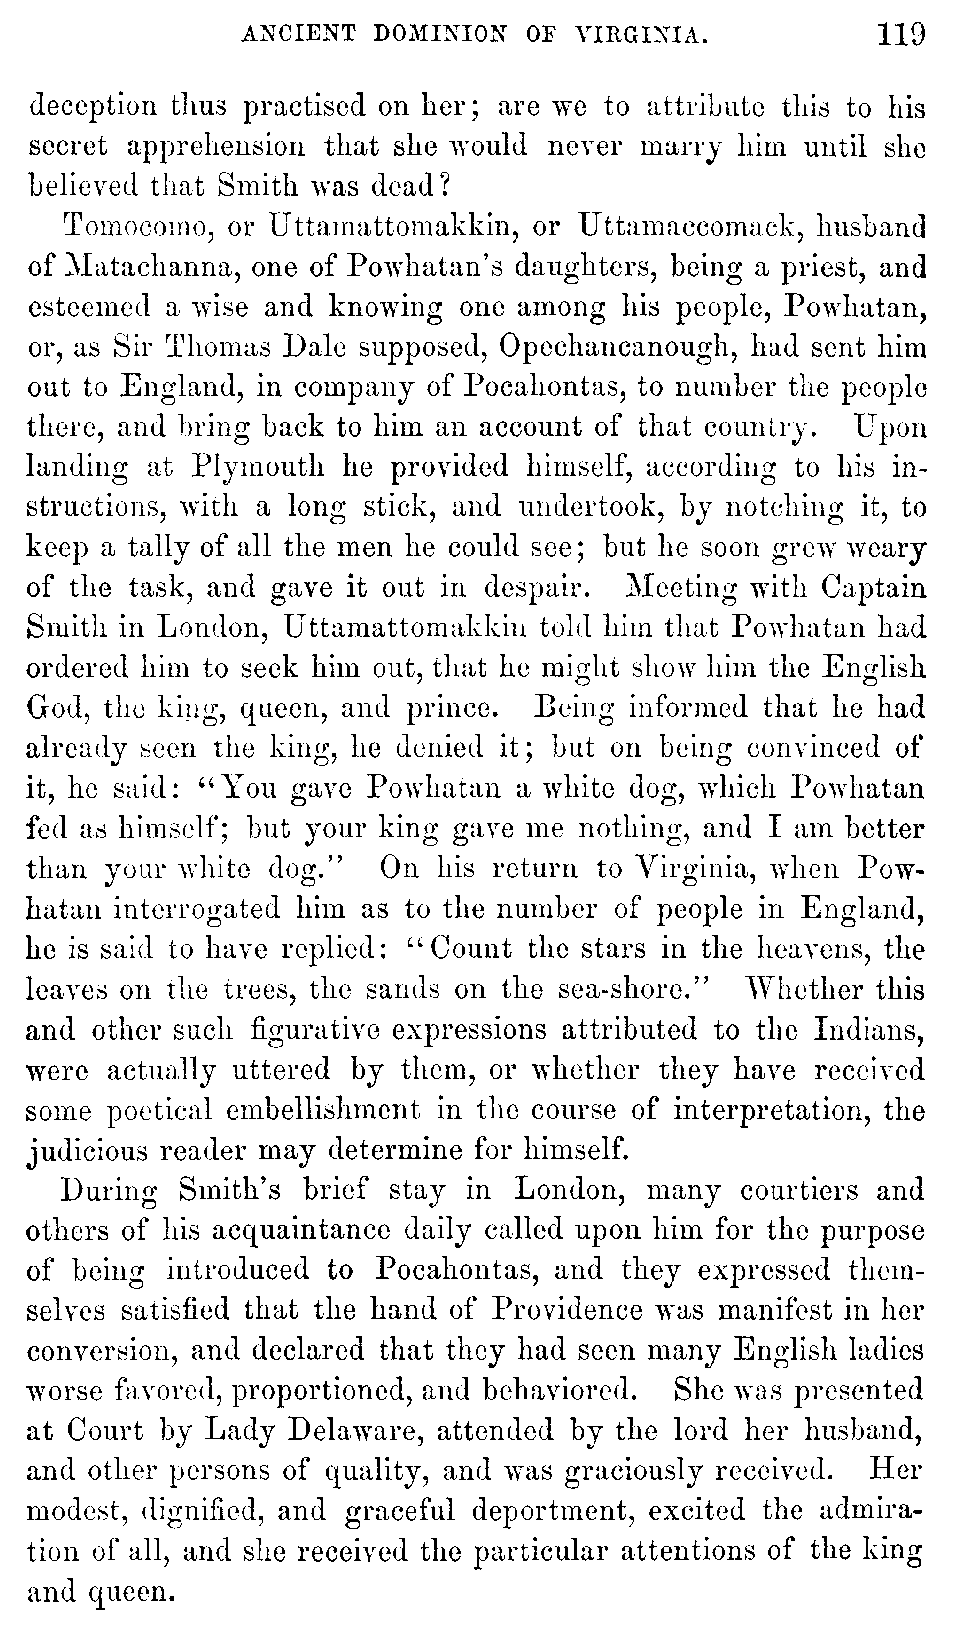 ANCIENT DOMINION OF VIRGINIA. 119
deception thus practised on her; are we to attribute this to his
secret apprehension that she would never marry him until she
believed that Smith was dead?
Tomocomo, or Uttamattomakkin, or Uttamaccomack, husband
of Matachanna, one of Powhatan's daughters, being a priest, and
esteemed a wise and knowing one among his people, Powhatan,
or, as Sir Thomas Dale supposed, Opechancanough, had sent him
out to England, in company of Pocahontas, to number the people
there, and bring back to him an account of that country. Upon
landing at Plymouth he provided himself, according to his in-
structions, with a long stick, and undertook, by notching it, to
keep a tally of all the men he could see; but he soon grew weary
of the task, and gave it out in despair. Meeting with Captain
Smith in London, Uttamattomakkin told him that Powhatan had
ordered him to seek him out, that he might show him the English
God, the king, queen, and prince. Being informed that he had
already seen the king, he denied it; but on being convinced of
it, he said: "You gave Powhatan a white dog, which Powhatan
fed as himself; but your king gave me nothing, and I am better
than your white dog." On his return to Virginia, when Pow-
hatan interrogated him as to the number of people in England,
he is said to have replied: "Count the stars in the heavens, the
leaves on the trees, the sands on the sea-shore." Whether this
and other such figurative expressions attributed to the Indians,
were actually uttered by them, or whether they have received
some poetical embellishment in the course of interpretation, the
judicious reader may determine for himself.
During Smith's brief stay in London, many courtiers and
others of his acquaintance daily called upon him for the purpose
of being introduced to Pocahontas, and they expressed them-
selves satisfied that the hand of Providence was manifest in her
conversion, and declared that they had seen many English ladies
worse favored, proportioned, and behaviored. She was presented
at Court by Lady Delaware, attended by the lord her husband,
and other persons of quality, and was graciously received. Her
modest, dignified, and graceful deportment, excited the admira-
tion of all, and she received the particular attentions of the king
and queen.